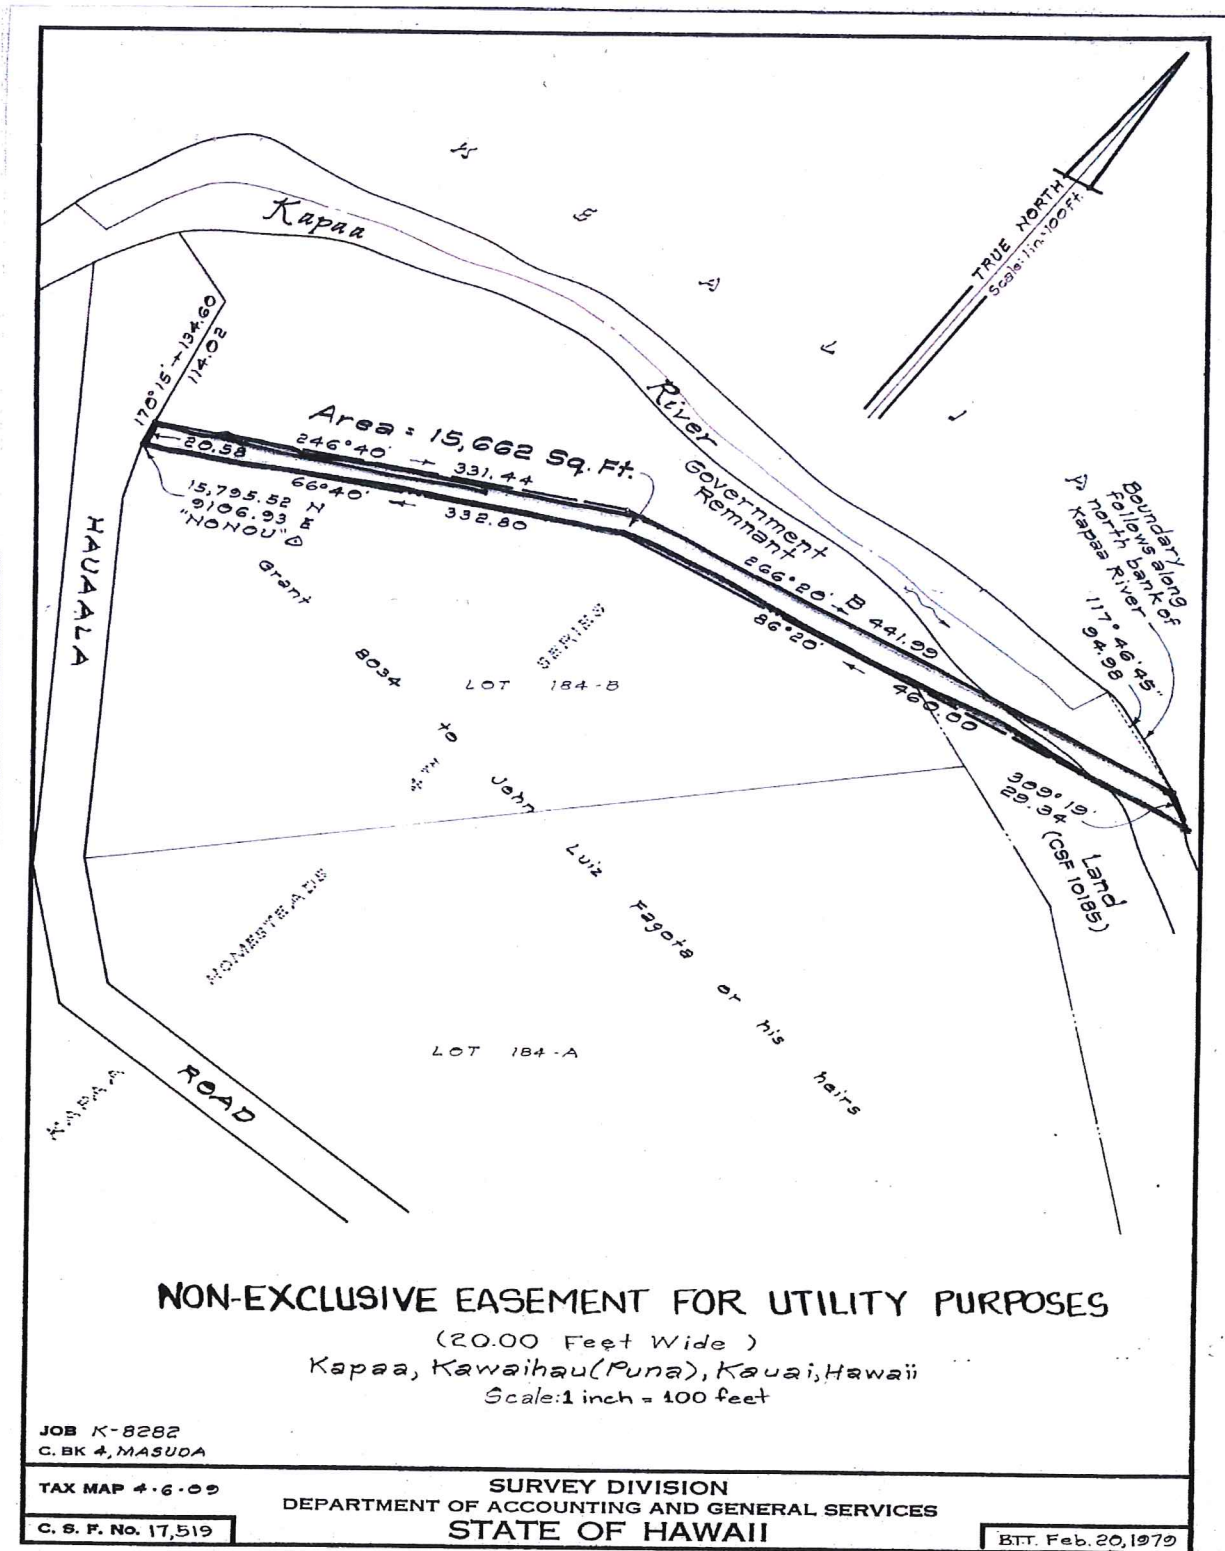 Kapaa
River
TRUE NORTH
Scale: 1 in.=100 ft.
170° 15' → 134.60
114.02
Area = 15,662 Sq. Ft.
246° 40' → 331.44
20.58
66° 40' ← 332.80
15,795.52 N
9106.93 E
"NONOU" △
Government
Remnant
266° 20' → B 441.99
86° 20' ← 460.00
Boundary
follows along
north bank of
Kapaa River
117° 46' 45"
94.98
309° 19'
29.34
Land
(CSF 10185)
HAUAALA
ROAD
Grant 8034 to John Luiz Fagota or his heirs
LOT 184-B
LOT 184-A
KAPAA
HOMESTEADS
4TH
SERIES
NON-EXCLUSIVE EASEMENT FOR UTILITY PURPOSES
(20.00 Feet Wide )
Kapaa, Kawaihau (Puna), Kauai, Hawaii
Scale: 1 inch = 100 feet
JOB K-8282
C. BK 4, MASUDA
TAX MAP 4-6-09
C. S. F. No. 17,519
SURVEY DIVISION
DEPARTMENT OF ACCOUNTING AND GENERAL SERVICES
STATE OF HAWAII
B.T.T. Feb. 20, 1979